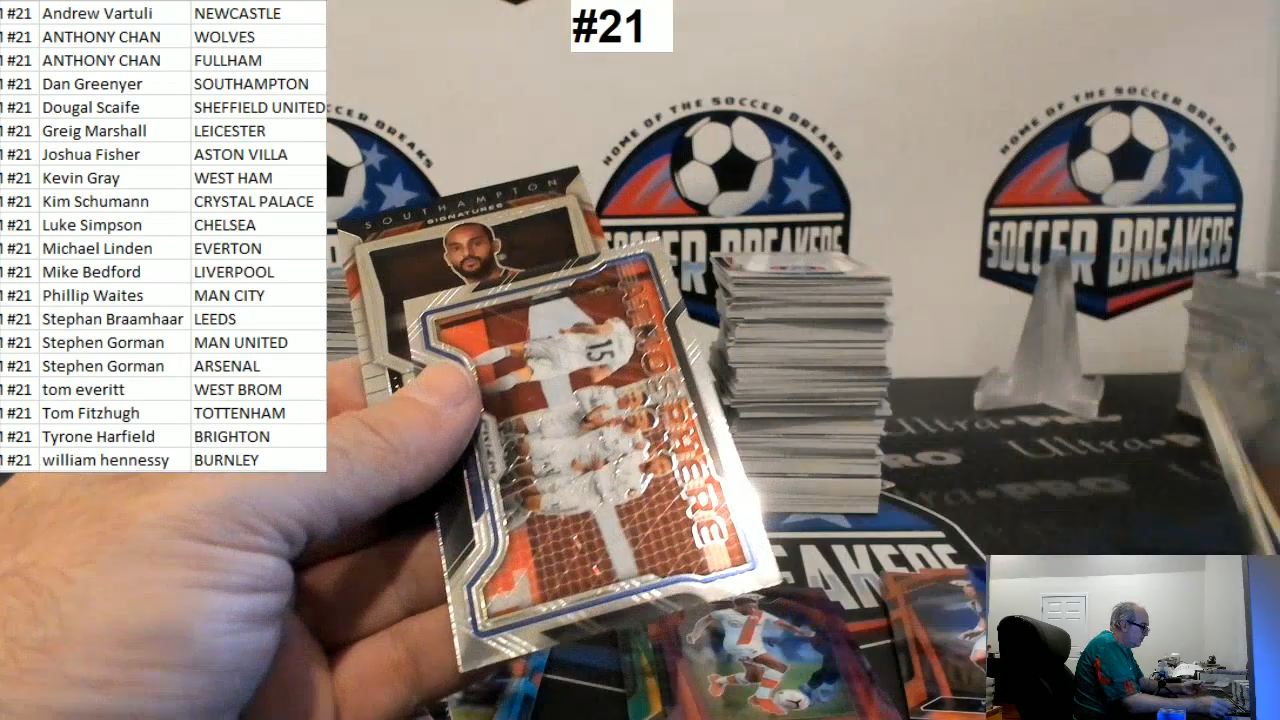 #21 Andrew Vartuli NEWCASTLE
#21 ANTHONY CHAN WOLVES
#21 ANTHONY CHAN FULLHAM
#21 Dan Greenyer SOUTHAMPTON
#21 Dougal Scaife SHEFFIELD UNITED
#21 Greig Marshall LEICESTER
#21 Joshua Fisher ASTON VILLA
#21 Kevin Gray WEST HAM
#21 Kim Schumann CRYSTAL PALACE
#21 Luke Simpson CHELSEA
#21 Michael Linden EVERTON
#21 Mike Bedford LIVERPOOL
#21 Phillip Waites MAN CITY
#21 Stephan Braamhaar LEEDS
#21 Stephen Gorman MAN UNITED
#21 Stephen Gorman ARSENAL
#21 tom everitt WEST BROM
#21 Tom Fitzhugh TOTTENHAM
#21 Tyrone Harfield BRIGHTON
#21 william hennessy BURNLEY
#21
HOME OF THE SOCCER BREAKS
SOCCER BREAKERS
HOME OF THE SOCCER BREAKS
SOCCER BREAKERS
SOUTHAMPTON
SIGNATURES
15
Ultra PRO